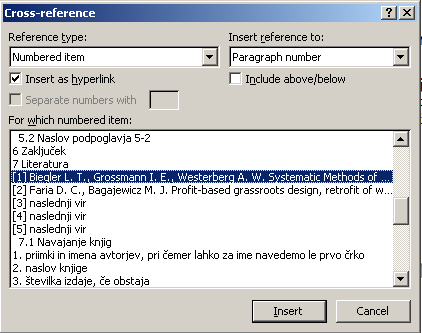 Cross-reference
Reference type: Insert reference to:
Numbered item Paragraph number
Insert as hyperlink Include above/below
Separate numbers with
For which numbered item:
5.2 Naslov podpoglavja 5-2
6 Zaključek
7 Literatura
[1] Biegler L. T., Grossmann I. E., Westerberg A. W. Systematic Methods of ...
[2] Faria D. C., Bagajewicz M. J. Profit-based grassroots design, retrofit of w...
[3] naslednji vir
[4] naslednji vir
[5] naslednji vir
7.1 Navajanje knjig
1. priimki in imena avtorjev, pri čemer lahko za ime navedemo le prvo črko
2. naslov knjige
3. številka izdaje, če obstaja
Insert Cancel